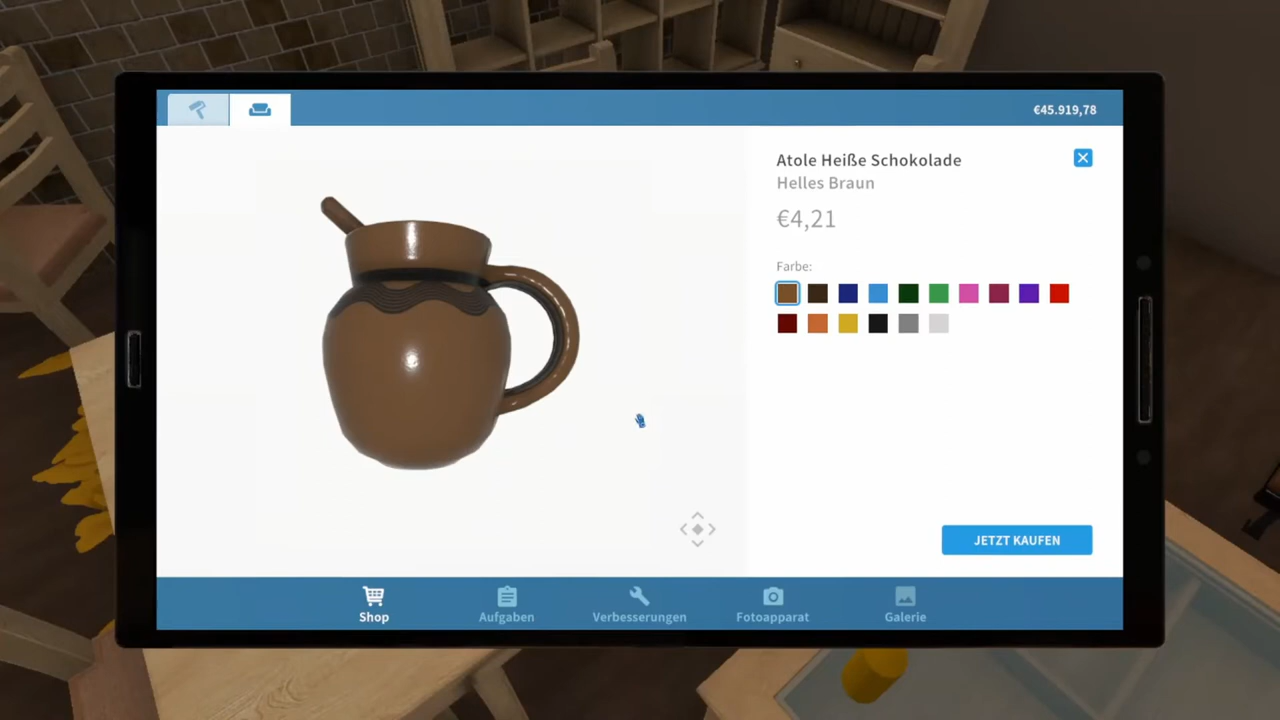 €45.919,78
Atole Heiße Schokolade
Helles Braun
€4,21
Farbe:
JETZT KAUFEN
Shop
Aufgaben
Verbesserungen
Fotoapparat
Galerie